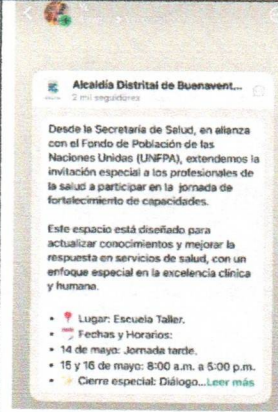 Alcaldía Distrital de Buenavent...
2 mil seguidores
Desde la Secretaría de Salud, en alianza
con el Fondo de Población de las
Naciones Unidas (UNFPA), extendemos la
invitación especial a los profesionales de
la salud a participar en la jornada de
fortalecimiento de capacidades.
Este espacio está diseñado para
actualizar conocimientos y mejorar la
respuesta en servicios de salud, con un
enfoque especial en la excelencia clínica
y humana.
• 📍 Lugar: Escuela Taller.
• 🗓️ Fechas y Horarios:
• 14 de mayo: Jornada tarde.
• 15 y 16 de mayo: 8:00 a.m. a 5:00 p.m.
• ✨ Cierre especial: Diálogo...Leer más